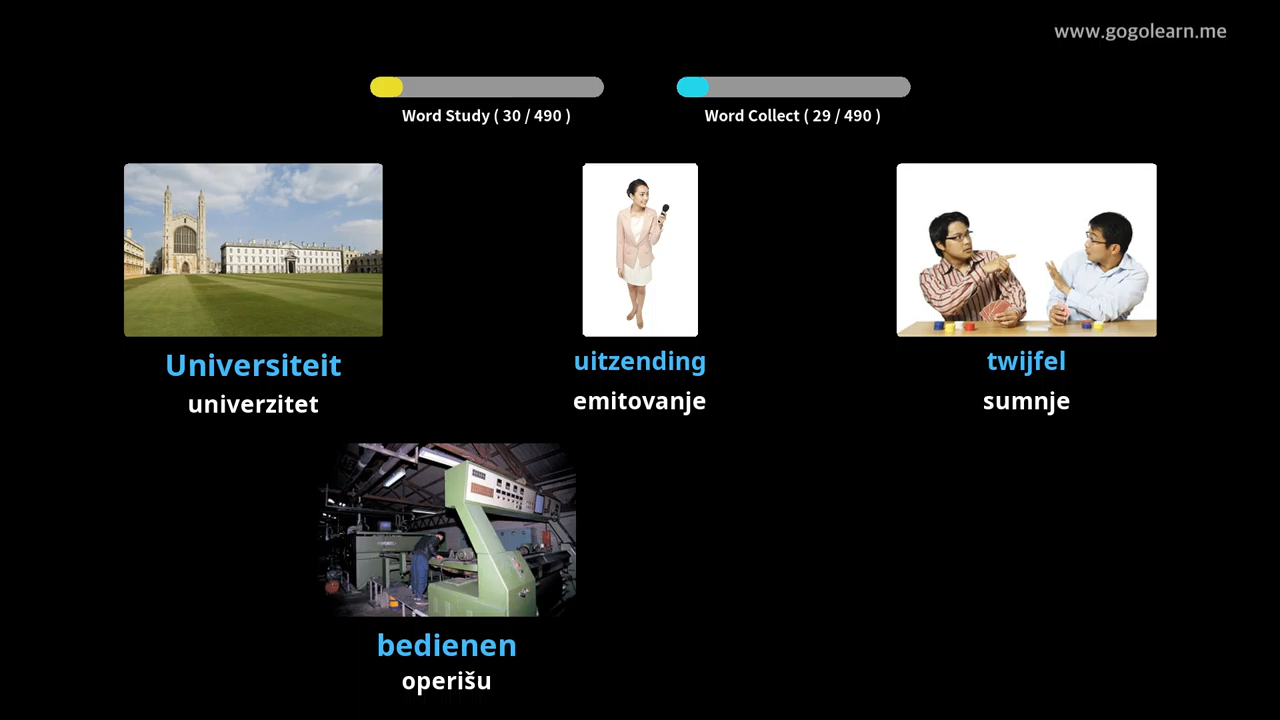 www.gogolearn.me
Word Study ( 30 / 490 )
Word Collect ( 29 / 490 )
Universiteit
univerzitet
uitzending
emitovanje
twijfel
sumnje
bedienen
operišu